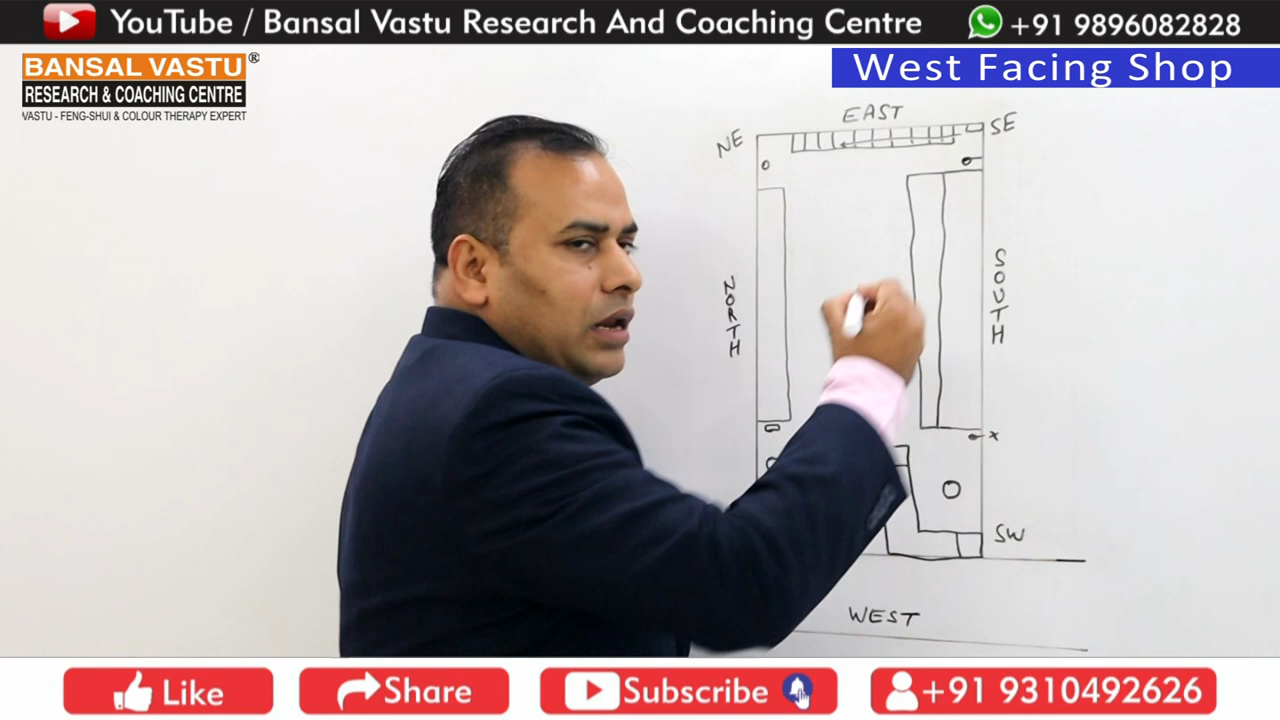 YouTube / Bansal Vastu Research And Coaching Centre
+91 9896082828
BANSAL VASTU®
RESEARCH & COACHING CENTRE
VASTU - FENG-SHUI & COLOUR THERAPY EXPERT
West Facing Shop
EAST
NE
SE
NORTH
SOUTH
x
SW
WEST
Like
Share
Subscribe
+91 9310492626